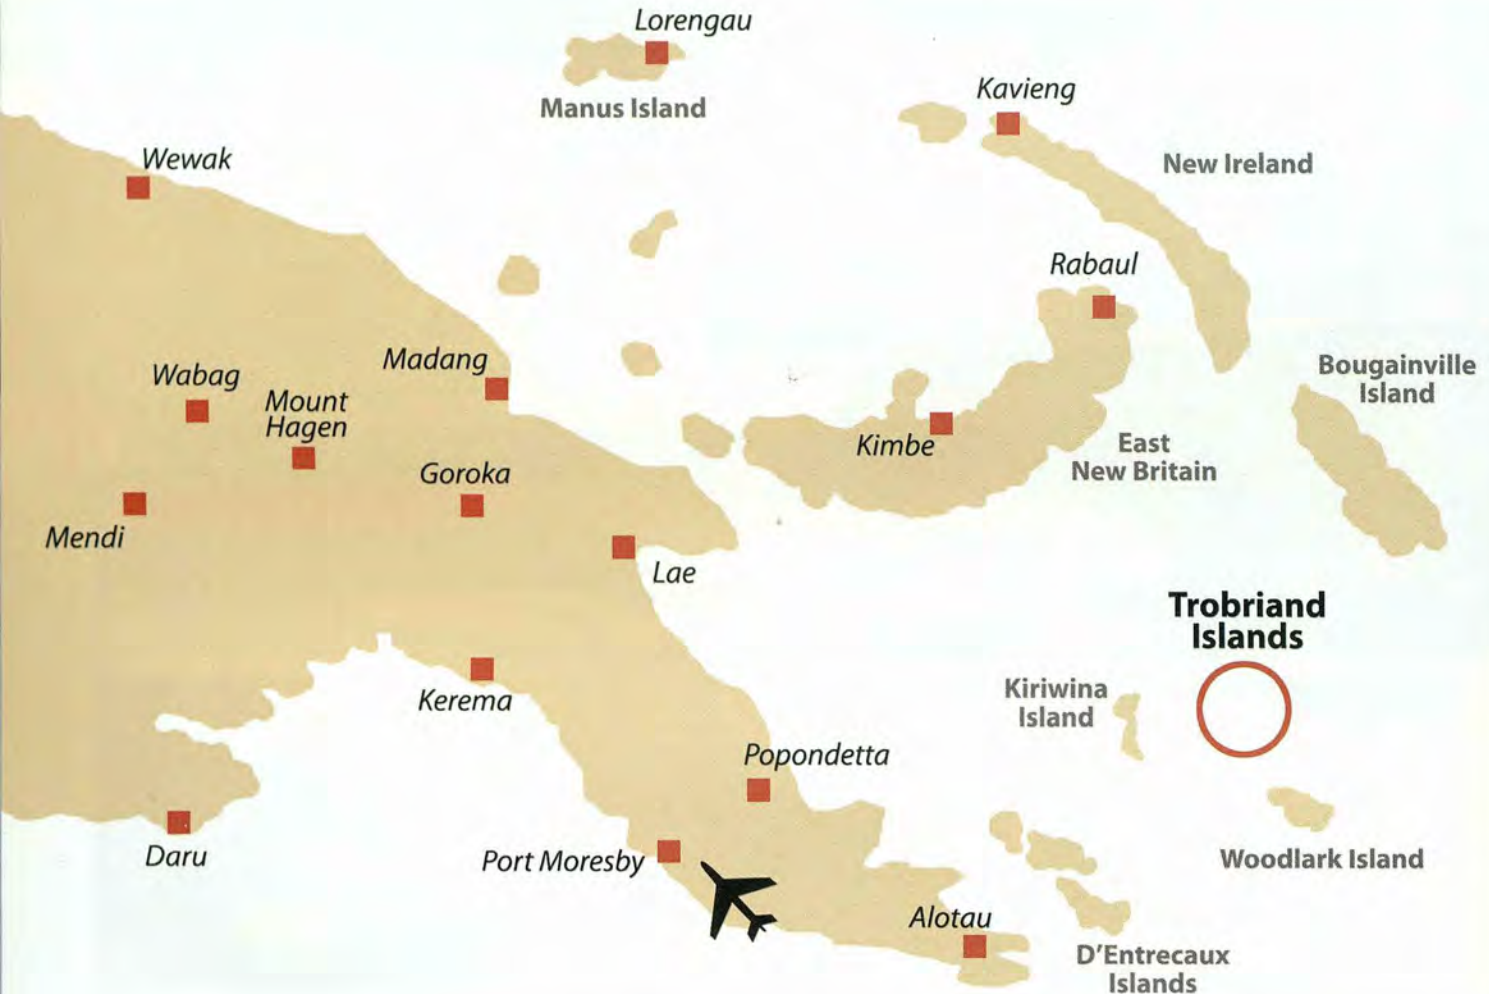 Lorengau
Manus Island
Kavieng
New Ireland
Wewak
Rabaul
Madang
Wabag
Mount
Hagen
Bougainville
Island
Kimbe
East
New Britain
Goroka
Mendi
Lae
Trobriand
Islands
Kiriwina
Island
Kerema
Popondetta
Daru
Port Moresby
Woodlark Island
Alotau
D'Entrecaux
Islands